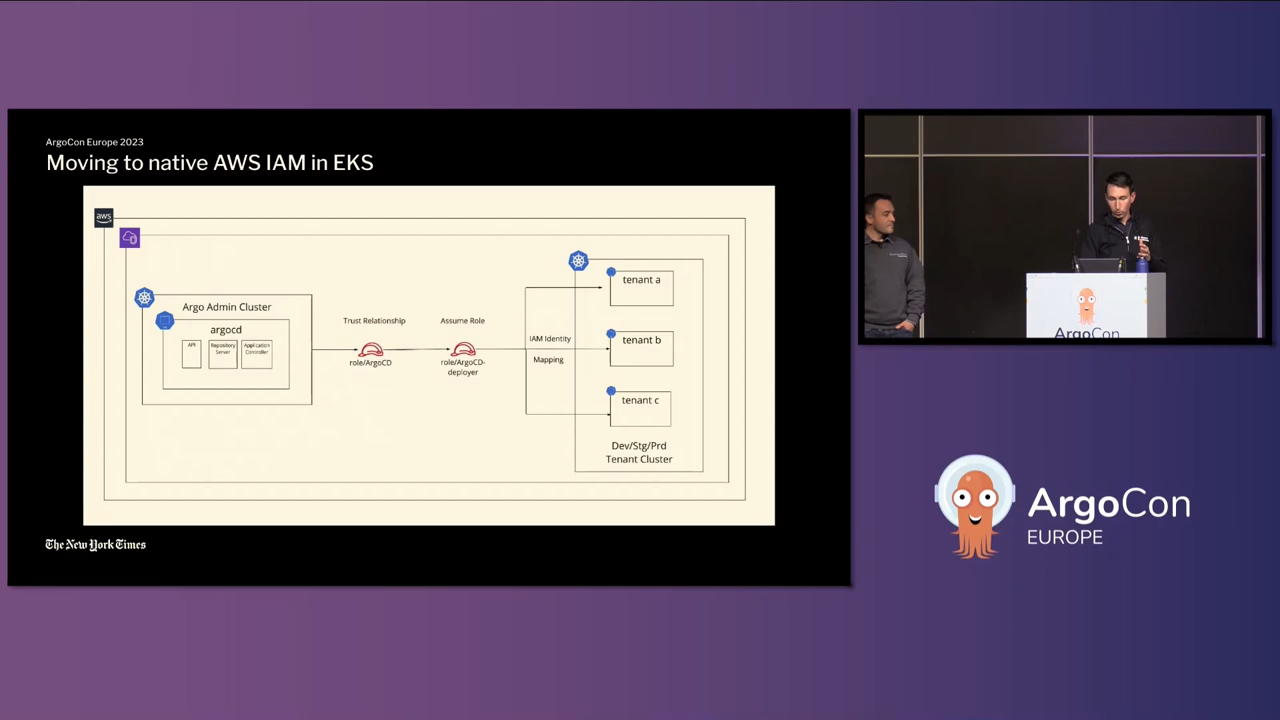 ArgoCon Europe 2023
Moving to native AWS IAM in EKS
aws
Argo Admin Cluster
argocd
API
Repository
Server
Application
Controller
Trust Relationship
role/ArgoCD
Assume Role
role/ArgoCD-
deployer
IAM Identity
Mapping
tenant a
tenant b
tenant c
Dev/Stg/Prd
Tenant Cluster
The New York Times
ArgoCon
ArgoCon
EUROPE